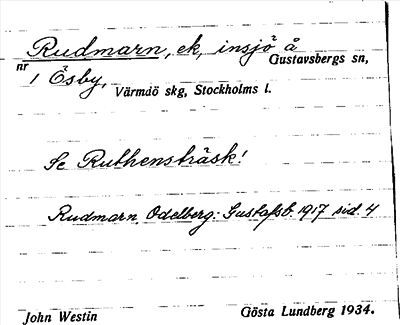 Rudmarn, ek, insjö å Gustavsbergs sn,
nr 1 Ösby, Värmdö skg, Stockholms l.
Se Ruthensträsk!
Rudmarn. Odelberg: Gustafsb. 1917 sid. 4
John Westin Gösta Lundberg 1934.